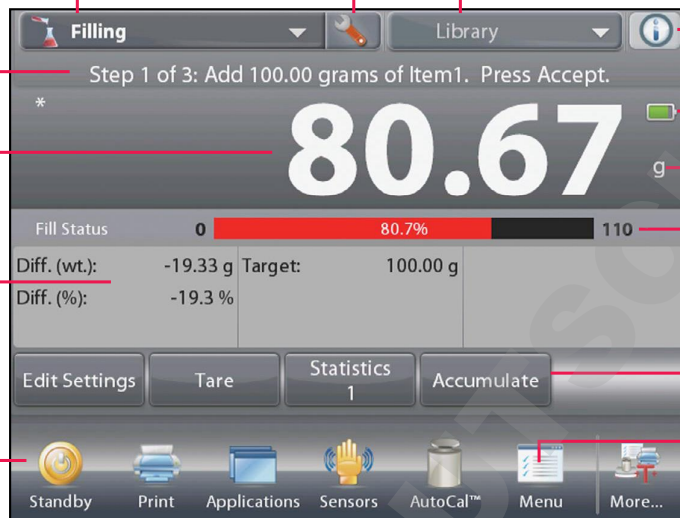 Filling
Library
Step 1 of 3: Add 100.00 grams of Item1. Press Accept.
*
80.67
g
Fill Status 0 80.7% 110
Diff. (wt.): -19.33 g Target: 100.00 g
Diff. (%): -19.3 %
Edit Settings Tare Statistics 1 Accumulate
Standby Print Applications Sensors AutoCal™ Menu More...